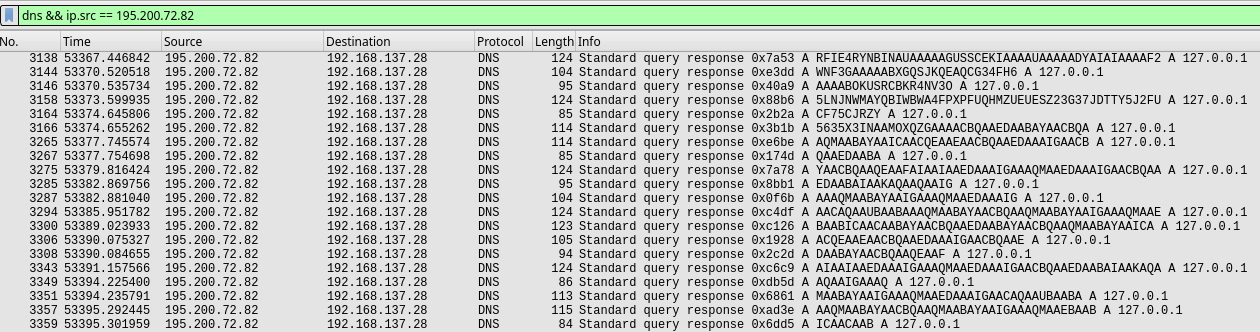 dns && ip.src == 195.200.72.82
No. Time Source Destination Protocol Length Info
3138 53367.446842 195.200.72.82 192.168.137.28 DNS 124 Standard query response 0x7a53 A RFIE4RYNBINAUAAAAAGUSSCEKIAAAAUAAAAADYAIAIAAAAF2 A 127.0.0.1
3144 53370.520518 195.200.72.82 192.168.137.28 DNS 104 Standard query response 0xe3dd A WNF3GAAAAABXGQSJKQEAQCG34FH6 A 127.0.0.1
3146 53370.535734 195.200.72.82 192.168.137.28 DNS 95 Standard query response 0x40a9 A AAAABOKUSRCBKR4NV3O A 127.0.0.1
3158 53373.599935 195.200.72.82 192.168.137.28 DNS 124 Standard query response 0x88b6 A 5LNJNWMAYQBIWBWA4FPXPFUQHMZUEUESZ23G37JDTTY5J2FU A 127.0.0.1
3164 53374.645806 195.200.72.82 192.168.137.28 DNS 85 Standard query response 0x2b2a A CF75CJRZY A 127.0.0.1
3166 53374.655262 195.200.72.82 192.168.137.28 DNS 114 Standard query response 0x3b1b A 5635X3INAAMOXQZGAAAACBQAAEDAABAYAACBQA A 127.0.0.1
3265 53377.745574 195.200.72.82 192.168.137.28 DNS 114 Standard query response 0xe6be A AQMAABAYAAICAACQEAAEAACBQAAEDAAAIGAACB A 127.0.0.1
3267 53377.754698 195.200.72.82 192.168.137.28 DNS 85 Standard query response 0x174d A QAAEDAABA A 127.0.0.1
3275 53379.816424 195.200.72.82 192.168.137.28 DNS 124 Standard query response 0x7a78 A YAACBQAAQEAAFAIAAIAAEDAAAIGAAAQMAAEDAAAIGAACBQAA A 127.0.0.1
3285 53382.869756 195.200.72.82 192.168.137.28 DNS 95 Standard query response 0x8bb1 A EDAABAIAAKAQAAQAAIG A 127.0.0.1
3287 53382.881040 195.200.72.82 192.168.137.28 DNS 104 Standard query response 0x0f6b A AAAQMAABAYAAIGAAAQMAAEDAAAIG A 127.0.0.1
3294 53385.951782 195.200.72.82 192.168.137.28 DNS 124 Standard query response 0xc4df A AACAQAAUBAABAAAQMAABAYAACBQAAQMAABAYAAIGAAAQMAAE A 127.0.0.1
3300 53389.023933 195.200.72.82 192.168.137.28 DNS 123 Standard query response 0xc126 A BAABICAACAABAYAACBQAAEDAABAYAACBQAAQMAABAYAAICA A 127.0.0.1
3306 53390.075327 195.200.72.82 192.168.137.28 DNS 105 Standard query response 0x1928 A ACQEAAEAACBQAAEDAAAIGAACBQAAE A 127.0.0.1
3308 53390.084655 195.200.72.82 192.168.137.28 DNS 94 Standard query response 0x2c2d A DAABAYAACBQAAQEAAF A 127.0.0.1
3343 53391.157566 195.200.72.82 192.168.137.28 DNS 124 Standard query response 0xc6c9 A AIAAIAAEDAAAIGAAAQMAAEDAAAIGAACBQAAEDAABAIAAKAQA A 127.0.0.1
3349 53394.225400 195.200.72.82 192.168.137.28 DNS 86 Standard query response 0xdb5d A AQAAIGAAAQ A 127.0.0.1
3351 53394.235791 195.200.72.82 192.168.137.28 DNS 113 Standard query response 0x6861 A MAABAYAAIGAAAQMAAEDAAAIGAACAQAAUBAABA A 127.0.0.1
3357 53395.292445 195.200.72.82 192.168.137.28 DNS 115 Standard query response 0xad3e A AAQMAABAYAACBQAAQMAABAYAAIGAAAQMAAEBAAB A 127.0.0.1
3359 53395.301959 195.200.72.82 192.168.137.28 DNS 84 Standard query response 0x6dd5 A ICAACAAB A 127.0.0.1